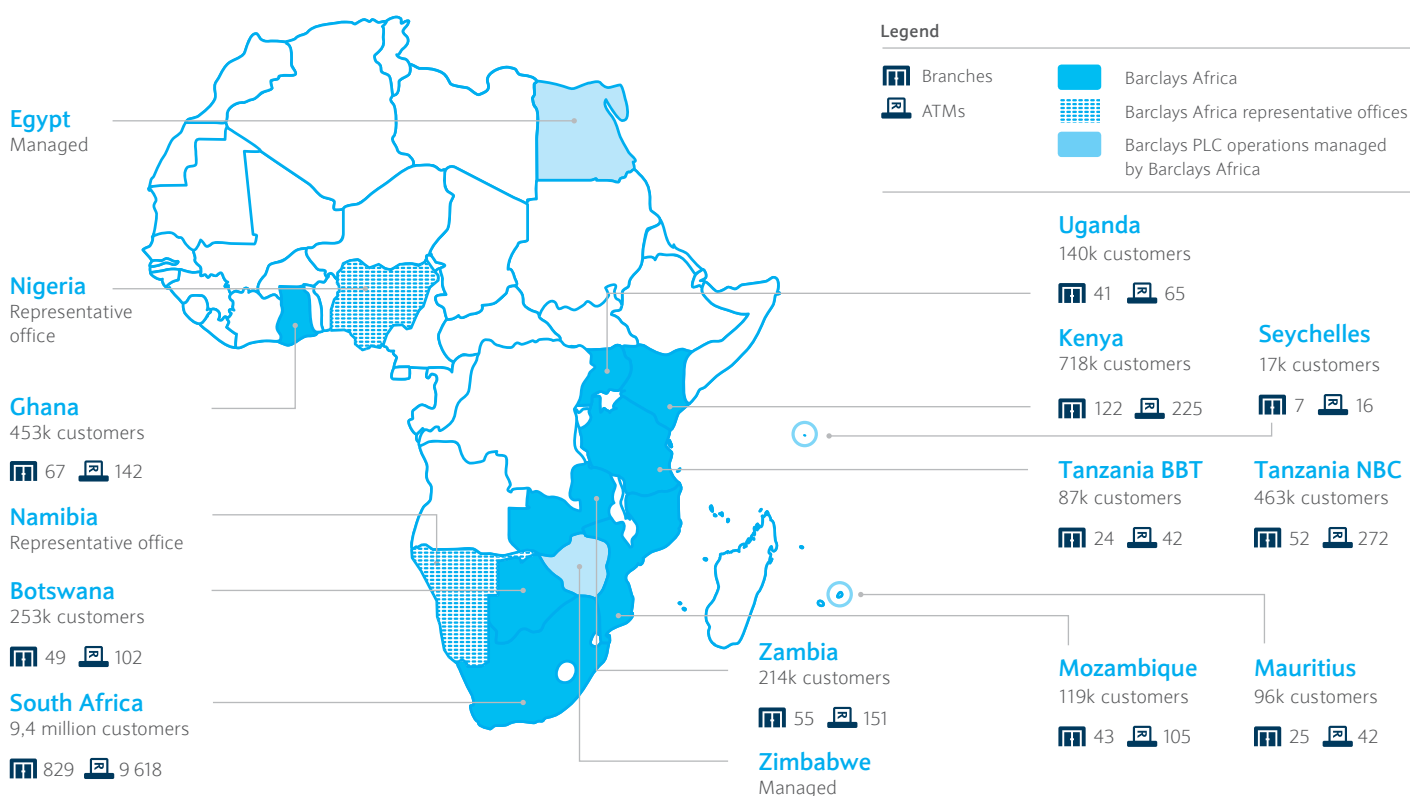 Legend
Branches
ATMs
Barclays Africa
Barclays Africa representative offices
Barclays PLC operations managed
by Barclays Africa
Egypt
Managed
Nigeria
Representative
office
Ghana
453k customers
67 142
Namibia
Representative office
Botswana
253k customers
49 102
South Africa
9,4 million customers
829 9 618
Uganda
140k customers
41 65
Kenya
718k customers
122 225
Seychelles
17k customers
7 16
Tanzania BBT
87k customers
24 42
Tanzania NBC
463k customers
52 272
Zambia
214k customers
55 151
Zimbabwe
Managed
Mozambique
119k customers
43 105
Mauritius
96k customers
25 42